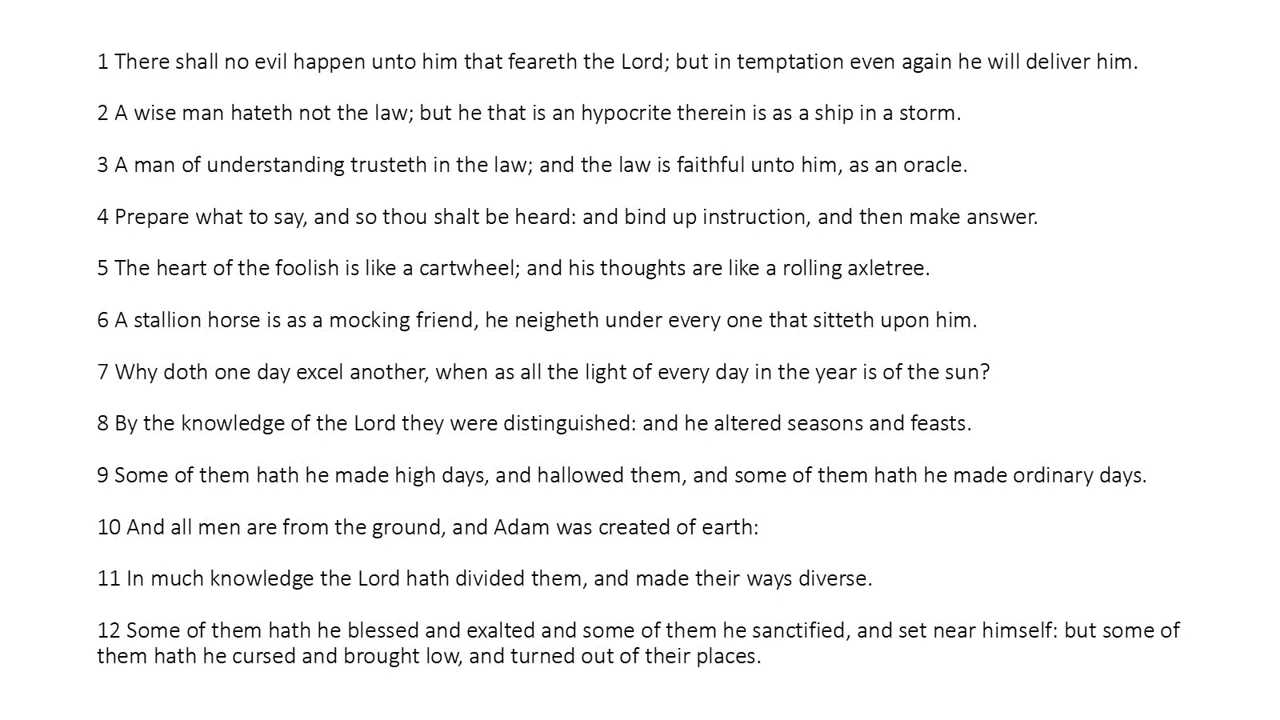 1 There shall no evil happen unto him that feareth the Lord; but in temptation even again he will deliver him.
2 A wise man hateth not the law; but he that is an hypocrite therein is as a ship in a storm.
3 A man of understanding trusteth in the law; and the law is faithful unto him, as an oracle.
4 Prepare what to say, and so thou shalt be heard: and bind up instruction, and then make answer.
5 The heart of the foolish is like a cartwheel; and his thoughts are like a rolling axletree.
6 A stallion horse is as a mocking friend, he neigheth under every one that sitteth upon him.
7 Why doth one day excel another, when as all the light of every day in the year is of the sun?
8 By the knowledge of the Lord they were distinguished: and he altered seasons and feasts.
9 Some of them hath he made high days, and hallowed them, and some of them hath he made ordinary days.
10 And all men are from the ground, and Adam was created of earth:
11 In much knowledge the Lord hath divided them, and made their ways diverse.
12 Some of them hath he blessed and exalted and some of them he sanctified, and set near himself: but some of
them hath he cursed and brought low, and turned out of their places.